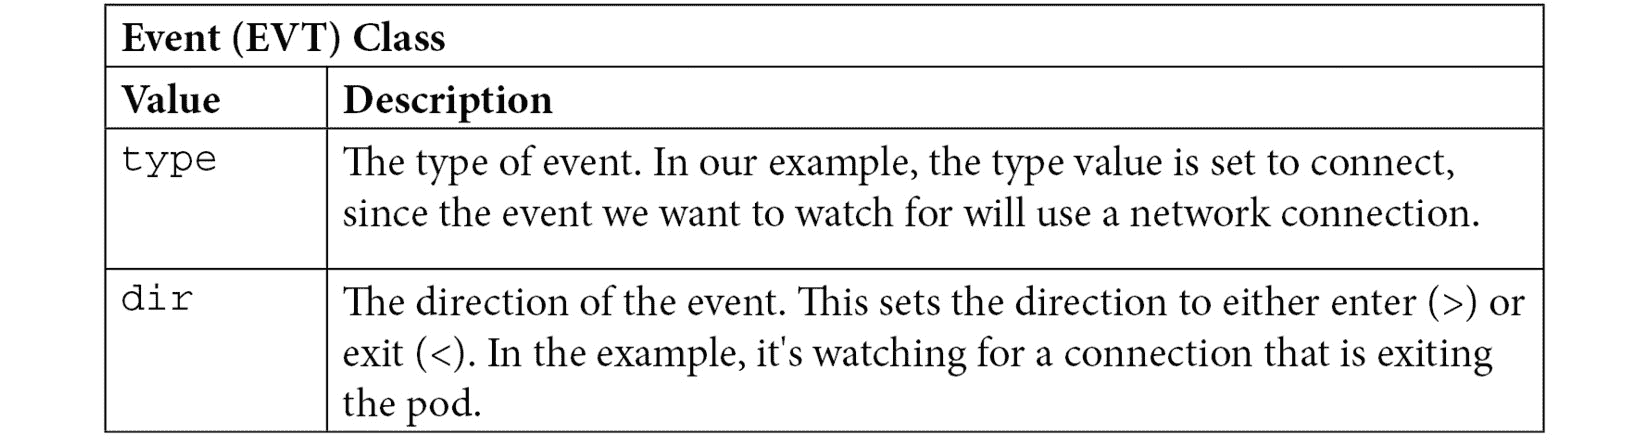 Event (EVT) Class
Value Description
type The type of event. In our example, the type value is set to connect,
since the event we want to watch for will use a network connection.
dir The direction of the event. This sets the direction to either enter (>) or
exit (<). In the example, it's watching for a connection that is exiting
the pod.